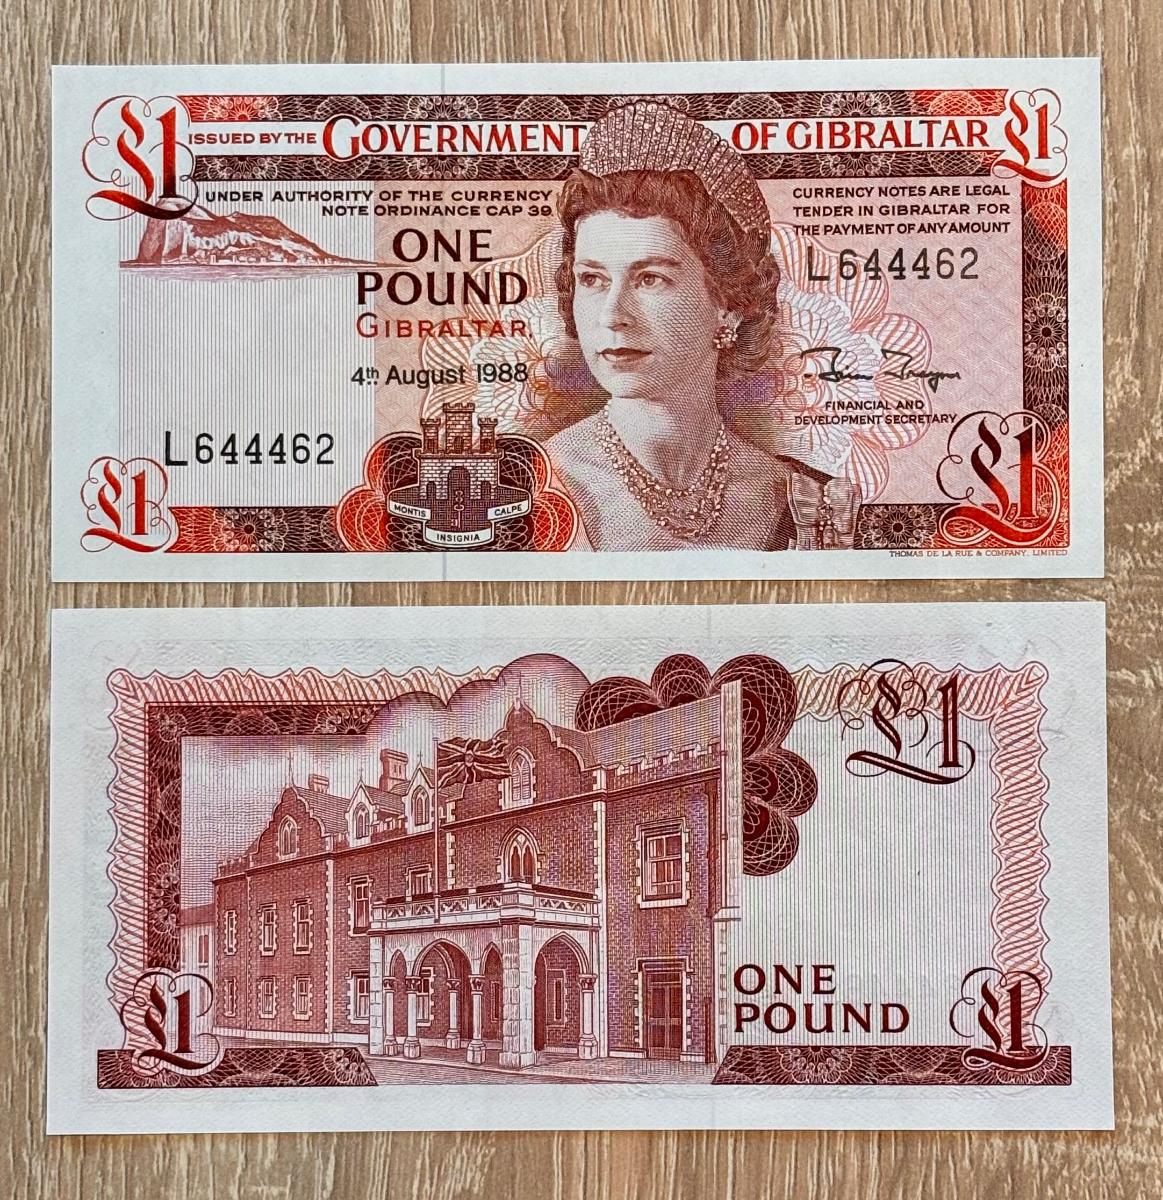 £1 ISSUED BY THE GOVERNMENT OF GIBRALTAR £1
UNDER AUTHORITY OF THE CURRENCY
NOTE ORDINANCE CAP 39
CURRENCY NOTES ARE LEGAL
TENDER IN GIBRALTAR FOR
THE PAYMENT OF ANY AMOUNT
ONE
POUND
GIBRALTAR.
4th August 1988
L644462
FINANCIAL AND
DEVELOPMENT SECRETARY
L644462
£1
MONTIS CALPE
INSIGNIA
£1
THOMAS DE LA RUE & COMPANY, LIMITED
£1
ONE
POUND
£1
£1